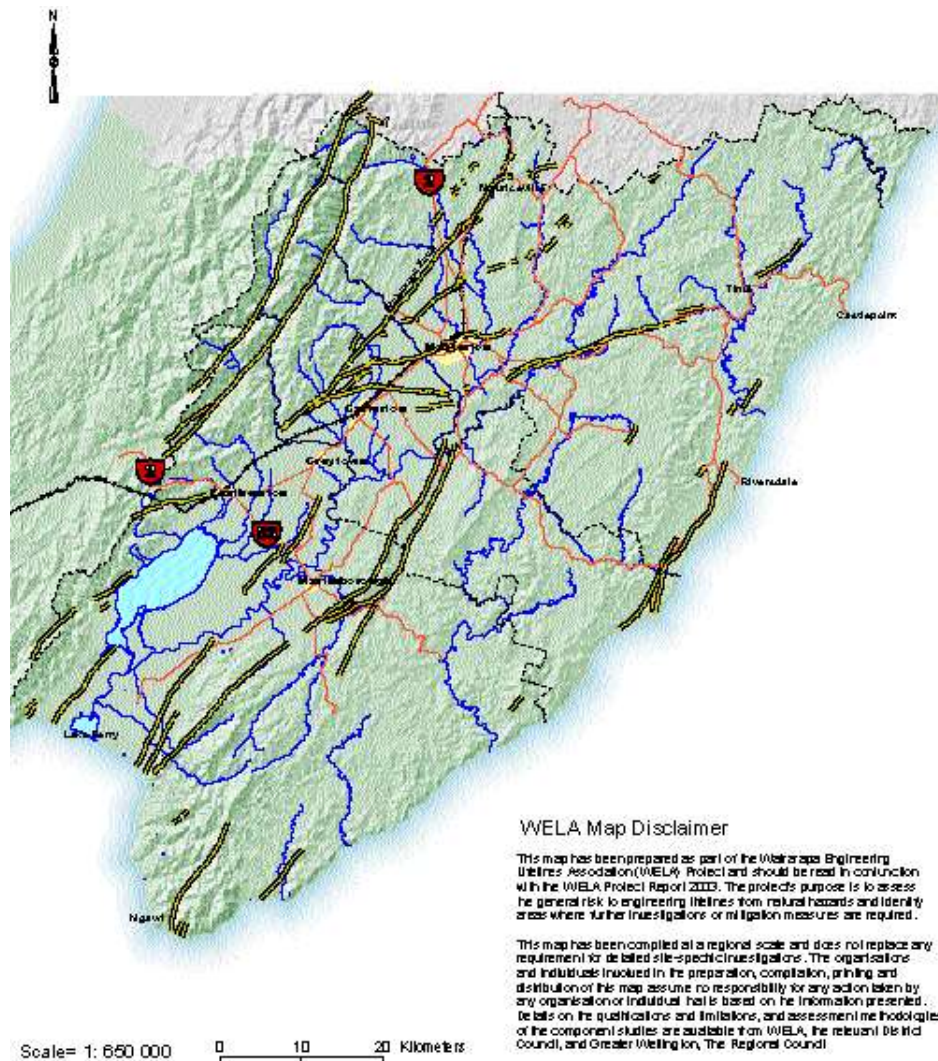 N
Mauriceville
Tinui
Castlepoint
Masterton
Carterton
Greytown
Featherston
Riversdale
Martinborough
Lake Ferry
Ngawi
WELA Map Disclaimer
This map has been prepared as part of the Wairarapa Engineering
Lifelines Association (WELA) Project and should be read in conjunction
with the WELA Project Report 2003. The project's purpose is to assess
the general risk to engineering lifelines from natural hazards and identify
areas where further investigations or mitigation measures are required.
This map has been compiled at a regional scale and does not replace any
requirement for detailed site-specific investigations. The organisations
and individuals involved in the preparation, compilation, printing and
distribution of this map assume no responsibility for any action taken by
any organisation or individual that is based on the information presented.
Details on the qualifications and limitations, and assessment methodologies
of the component studies are available from WELA, the relevant District
Council, and Greater Wellington, The Regional Council
Scale= 1: 650 000
0 10 20 Kilometers